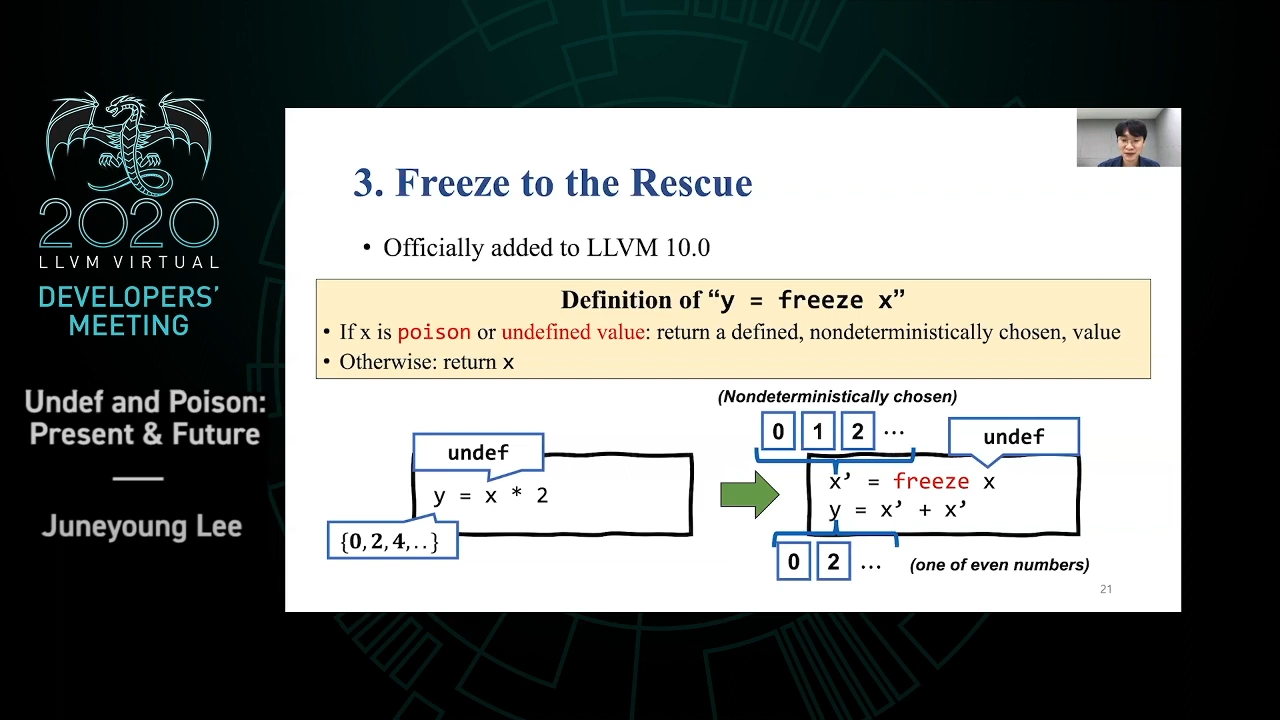 2020
LLVM VIRTUAL
DEVELOPERS'
MEETING
Undef and Poison:
Present & Future
Juneyoung Lee
3. Freeze to the Rescue
• Officially added to LLVM 10.0
Definition of “y = freeze x”
• If x is poison or undefined value: return a defined, nondeterministically chosen, value
• Otherwise: return x
undef
y = x * 2
{0, 2, 4, . . }
(Nondeterministically chosen)
0 1 2 ...
undef
x’ = freeze x
y = x’ + x’
0 2 ...
(one of even numbers)
21